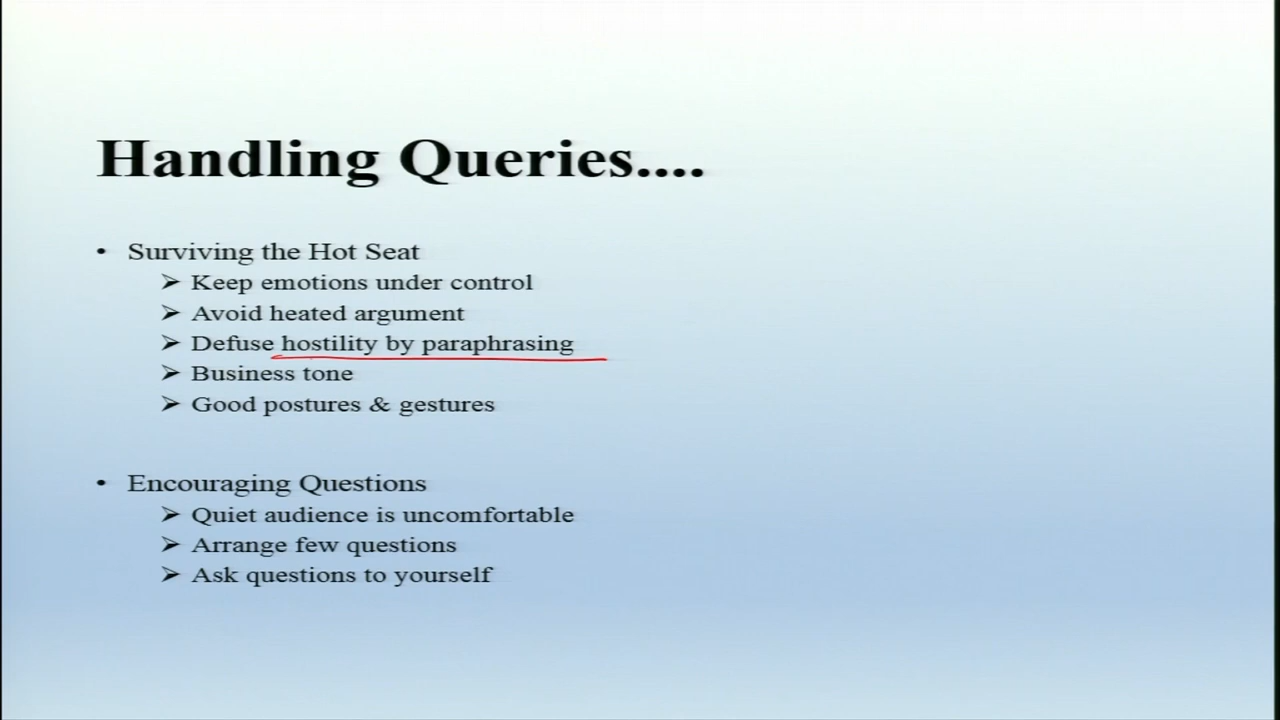 Handling Queries....
• Surviving the Hot Seat
➢ Keep emotions under control
➢ Avoid heated argument
➢ Defuse hostility by paraphrasing
➢ Business tone
➢ Good postures & gestures
• Encouraging Questions
➢ Quiet audience is uncomfortable
➢ Arrange few questions
➢ Ask questions to yourself